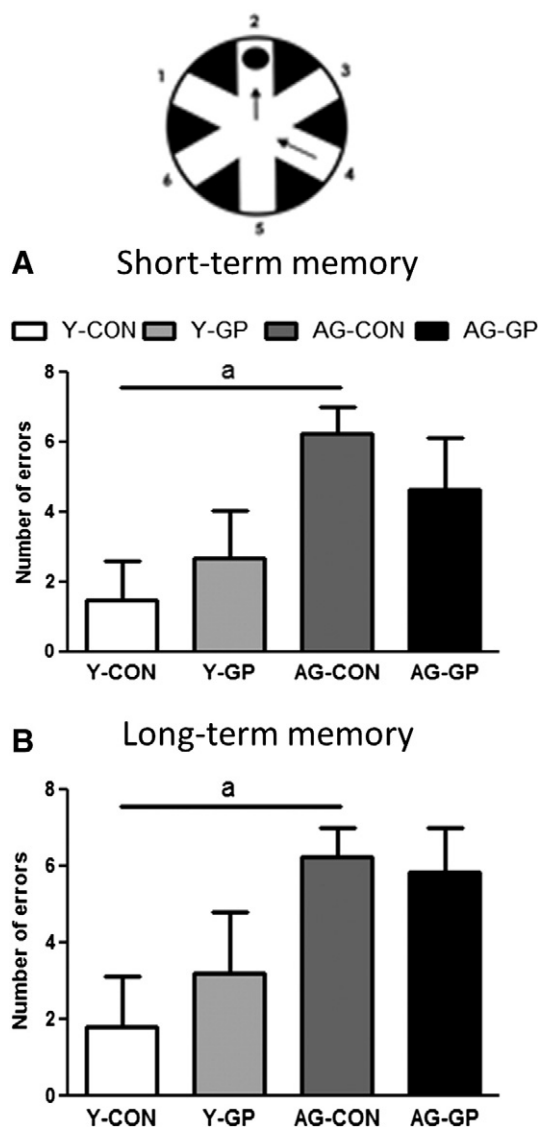 2
1 3
6 4
5
A Short-term memory
Y-CON Y-GP AG-CON AG-GP
a
8
6
4
2
0
Number of errors
Y-CON Y-GP AG-CON AG-GP
B Long-term memory
a
8
6
4
2
0
Number of errors
Y-CON Y-GP AG-CON AG-GP